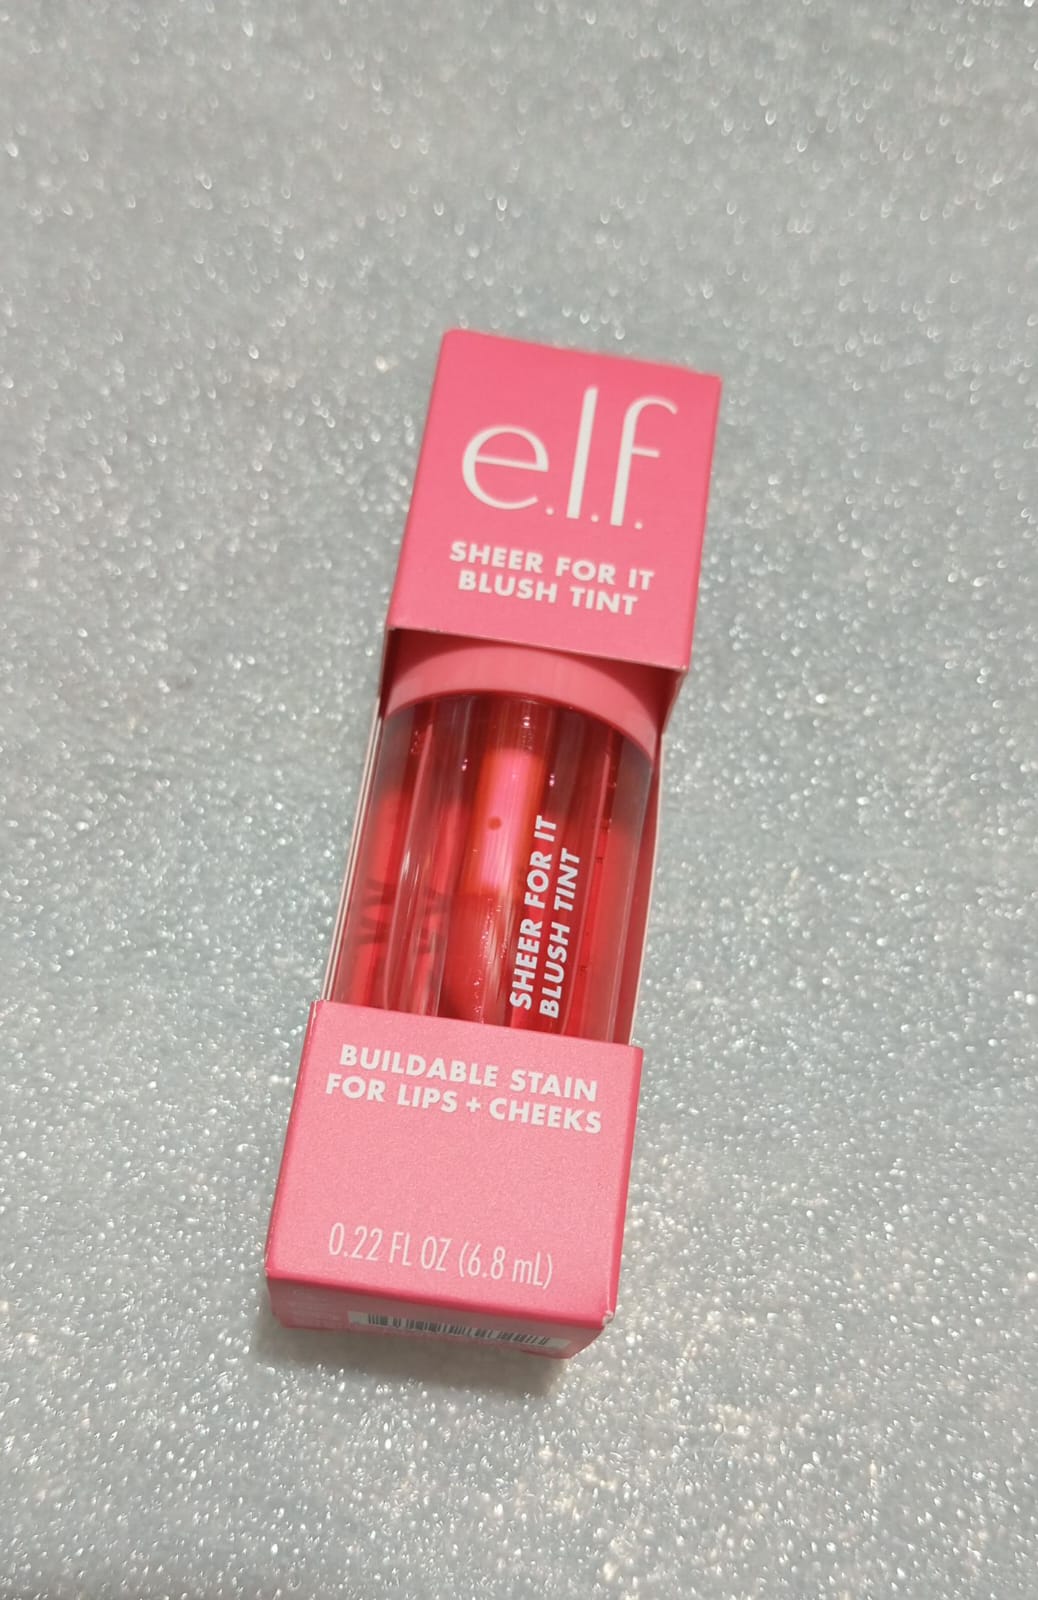 e.l.f.
SHEER FOR IT
BLUSH TINT
SHEER FOR IT
BLUSH TINT
BUILDABLE STAIN
FOR LIPS + CHEEKS
0.22 FL OZ (6.8 mL)